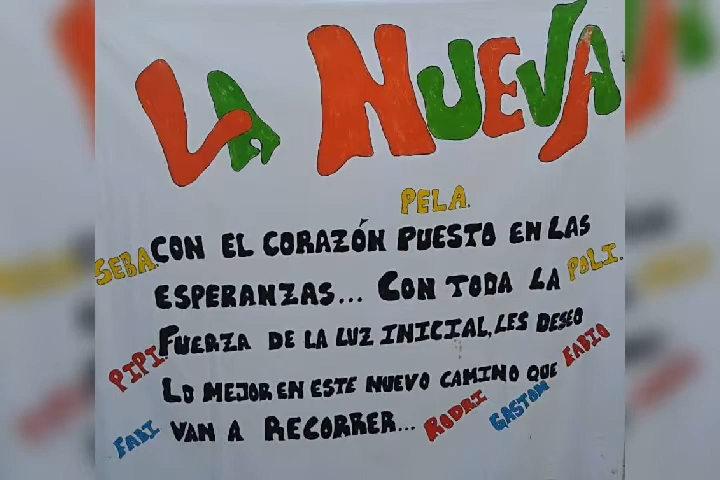 LA NUEVA
PELA.
SEBA. CON EL CORAZÓN PUESTO EN LAS
ESPERANZAS... CON TODA LA POLI.
PIPI FUERZA DE LA LUZ INICIAL, LES DESEO
LO MEJOR EN ESTE NUEVO CAMINO QUE FABIO
FABI VAN A RECORRER... RODRI GASTON